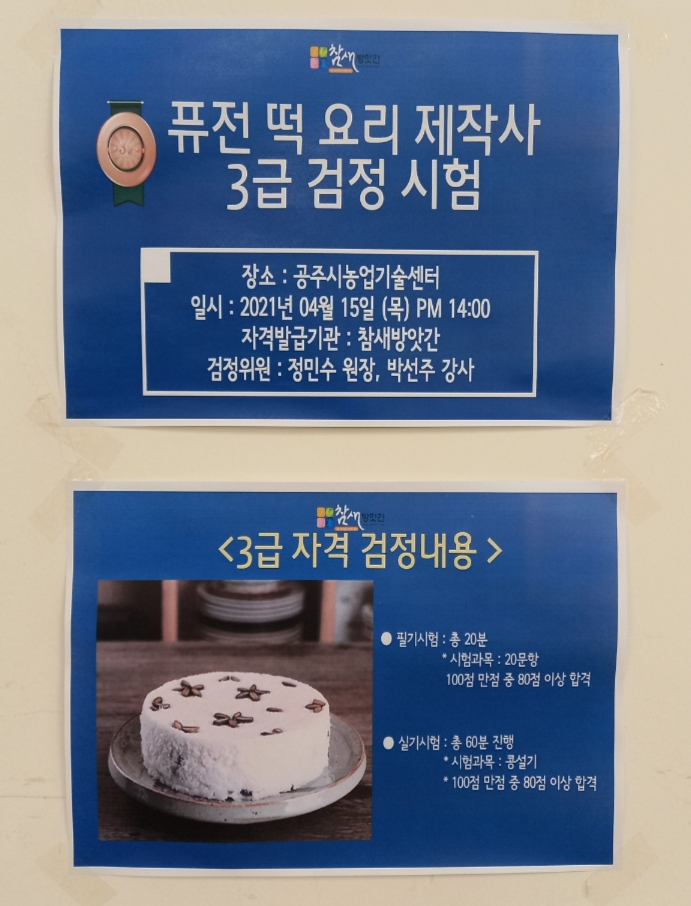 참새방앗간
퓨전 떡 요리 제작사
3급 검정 시험
장소 : 공주시농업기술센터
일시 : 2021년 04월 15일 (목) PM 14:00
자격발급기관 : 참새방앗간
검정위원 : 정민수 원장, 박선주 강사
참새방앗간
<3급 자격 검정내용 >
● 필기시험 : 총 20분
* 시험과목 : 20문항
100점 만점 중 80점 이상 합격
● 실기시험 : 총 60분 진행
* 시험과목 : 콩설기
* 100점 만점 중 80점 이상 합격